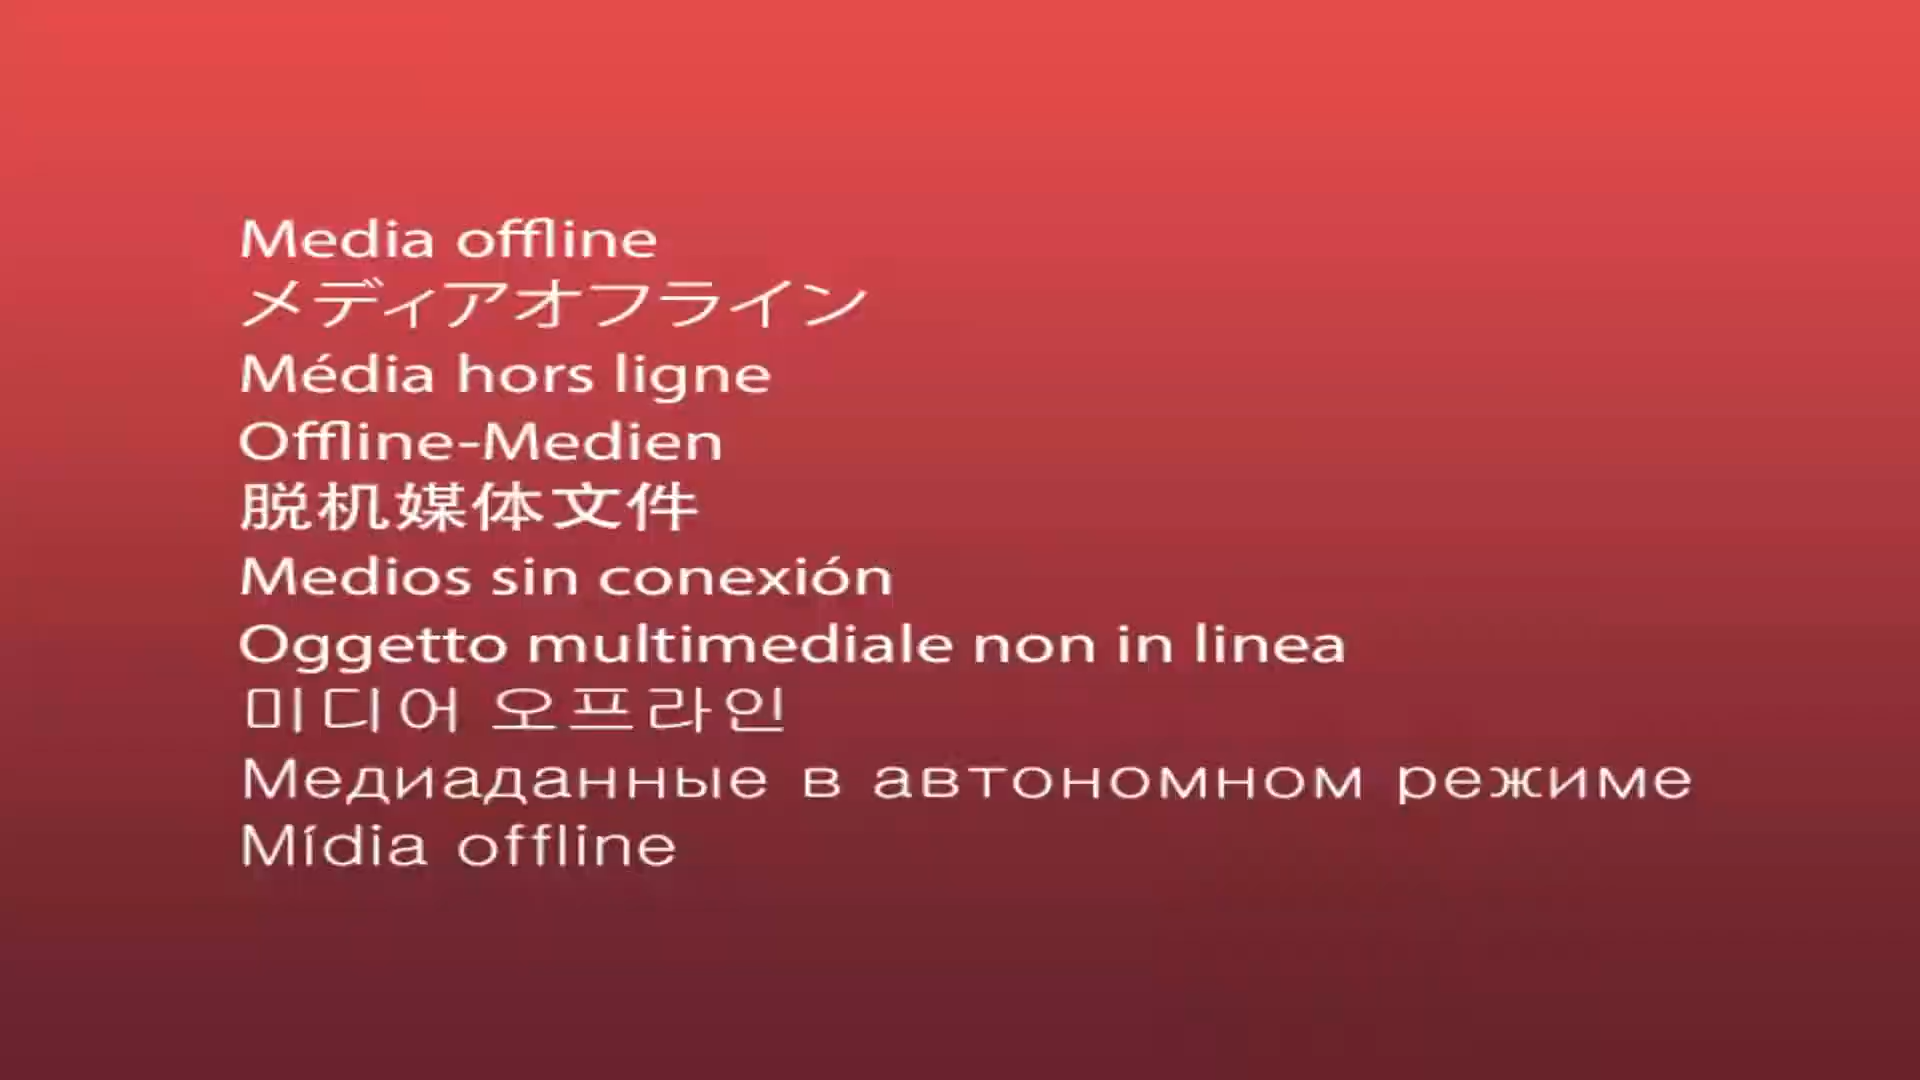 Media offline
メディアオフライン
Média hors ligne
Offline-Medien
脱机媒体文件
Medios sin conexión
Oggetto multimediale non in linea
미디어 오프라인
Медиаданные в автономном режиме
Mídia offline